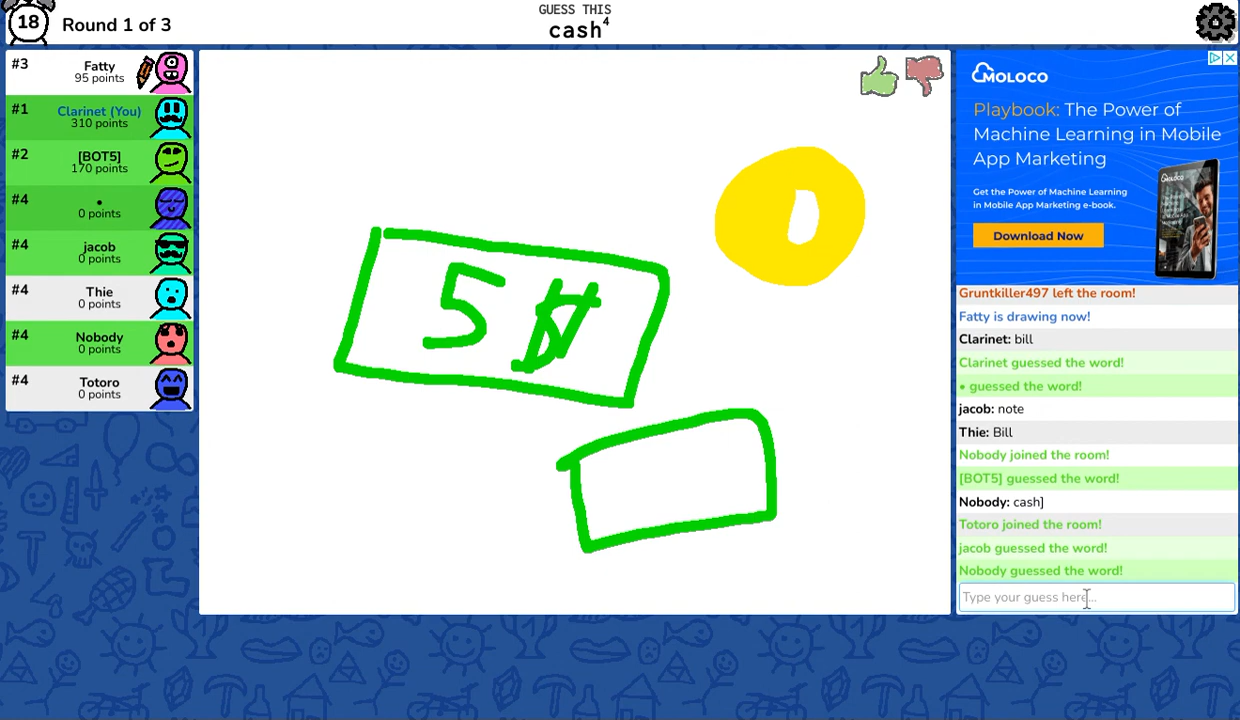 18
Round 1 of 3
GUESS THIS
cash⁴
#3
Fatty
95 points
#1
Clarinet (You)
310 points
#2
[BOT5]
170 points
#4
•
0 points
#4
jacob
0 points
#4
Thie
0 points
#4
Nobody
0 points
#4
Totoro
0 points
5 $
0
MOLOCO
Playbook: The Power of
Machine Learning in Mobile
App Marketing
Get the Power of Machine Learning
in Mobile App Marketing e-book.
Download Now
Gruntkiller497 left the room!
Fatty is drawing now!
Clarinet: bill
Clarinet guessed the word!
• guessed the word!
jacob: note
Thie: Bill
Nobody joined the room!
[BOT5] guessed the word!
Nobody: cash]
Totoro joined the room!
jacob guessed the word!
Nobody guessed the word!
Type your guess here...